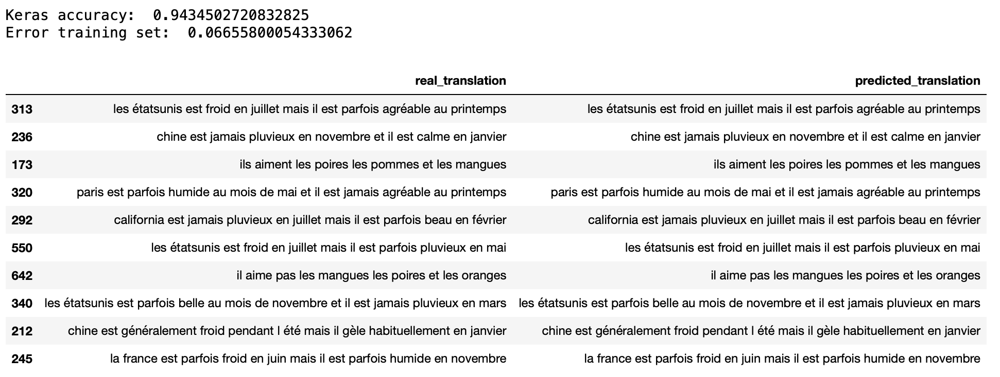 Keras accuracy:  0.9434502720832825
Error training set:  0.06655800054333062
real_translation predicted_translation
313 les étatsunis est froid en juillet mais il est parfois agréable au printemps les étatsunis est froid en juillet mais il est parfois agréable au printemps
236 chine est jamais pluvieux en novembre et il est calme en janvier chine est jamais pluvieux en novembre et il est calme en janvier
173 ils aiment les poires les pommes et les mangues ils aiment les poires les pommes et les mangues
320 paris est parfois humide au mois de mai et il est jamais agréable au printemps paris est parfois humide au mois de mai et il est jamais agréable au printemps
292 california est jamais pluvieux en juillet mais il est parfois beau en février california est jamais pluvieux en juillet mais il est parfois beau en février
550 les étatsunis est froid en juillet mais il est parfois pluvieux en mai les étatsunis est froid en juillet mais il est parfois pluvieux en mai
642 il aime pas les mangues les poires et les oranges il aime pas les mangues les poires et les oranges
340 les étatsunis est parfois belle au mois de novembre et il est jamais pluvieux en mars les étatsunis est parfois belle au mois de novembre et il est jamais pluvieux en mars
212 chine est généralement froid pendant l été mais il gèle habituellement en janvier chine est généralement froid pendant l été mais il gèle habituellement en janvier
245 la france est parfois froid en juin mais il est parfois humide en novembre la france est parfois froid en juin mais il est parfois humide en novembre